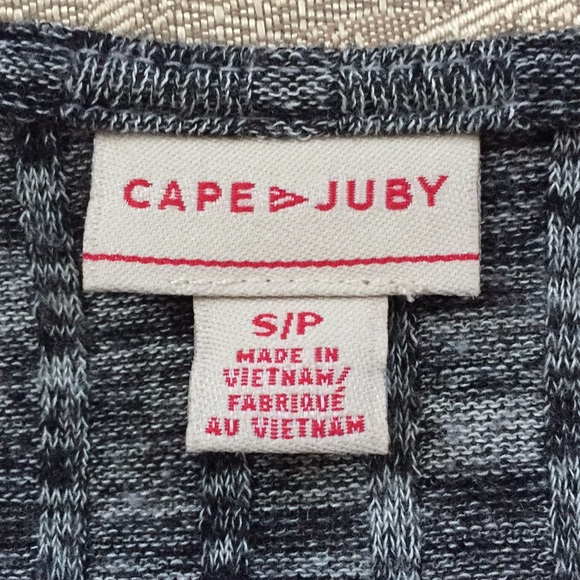 CAPE JUBY
S/P
MADE IN
VIETNAM/
FABRIQUÉ
AU VIETNAM